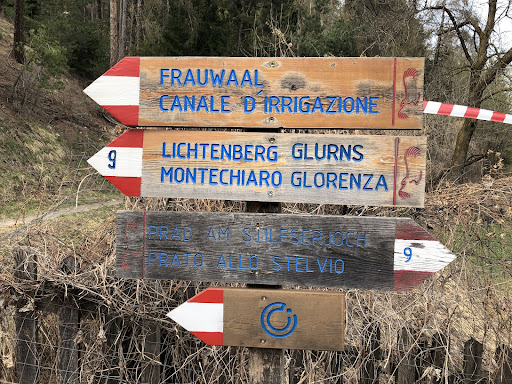 FRAUWAAL
CANALE D'IRRIGAZIONE
9
LICHTENBERG GLURNS
MONTECHIARO GLORENZA
PRAD AM STILFSERJOCH
PRATO ALLO STELVIO
9